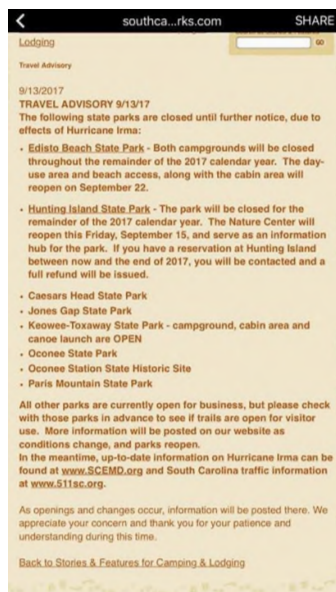 southca...rks.com SHARE
Lodging
GO
Travel Advisory
9/13/2017
TRAVEL ADVISORY 9/13/17
The following state parks are closed until further notice, due to
effects of Hurricane Irma:
• Edisto Beach State Park - Both campgrounds will be closed
throughout the remainder of the 2017 calendar year. The day-
use area and beach access, along with the cabin area will
reopen on September 22.
• Hunting Island State Park - The park will be closed for the
remainder of the 2017 calendar year. The Nature Center will
reopen this Friday, September 15, and serve as an information
hub for the park. If you have a reservation at Hunting Island
between now and the end of 2017, you will be contacted and a
full refund will be issued.
• Caesars Head State Park
• Jones Gap State Park
• Keowee-Toxaway State Park - campground, cabin area and
canoe launch are OPEN
• Oconee State Park
• Oconee Station State Historic Site
• Paris Mountain State Park
All other parks are currently open for business, but please check
with those parks in advance to see if trails are open for visitor
use. More information will be posted on our website as
conditions change, and parks reopen.
In the meantime, up-to-date information on Hurricane Irma can be
found at www.SCEMD.org and South Carolina traffic information
at www.511sc.org.
As openings and changes occur, information will be posted there. We
appreciate your concern and thank you for your patience and
understanding during this time.
Back to Stories & Features for Camping & Lodging